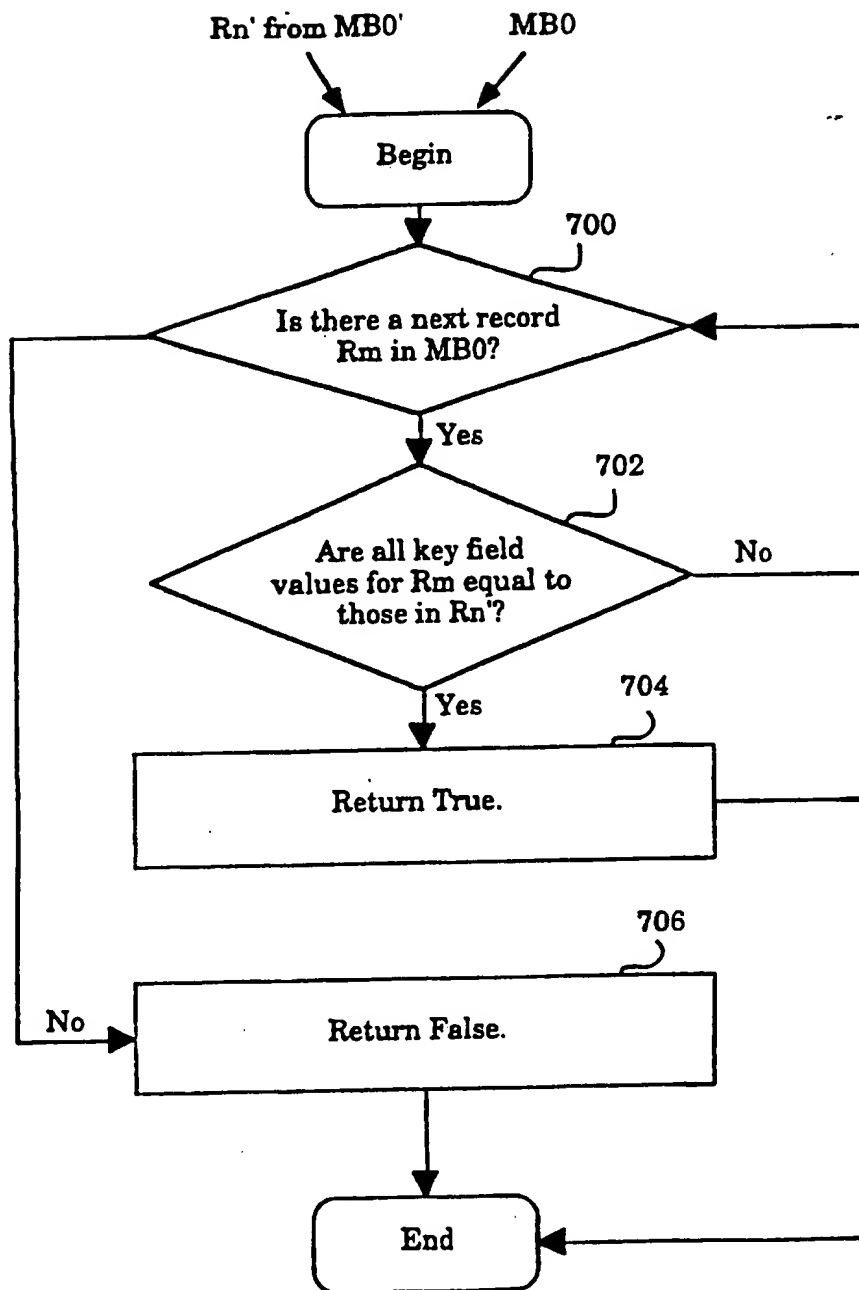 Rn' from MB0'
MB0
Begin
700
Is there a next record
Rm in MB0?
Yes
702
Are all key field
values for Rm equal to
those in Rn'?
No
Yes
704
Return True.
706
No
Return False.
End